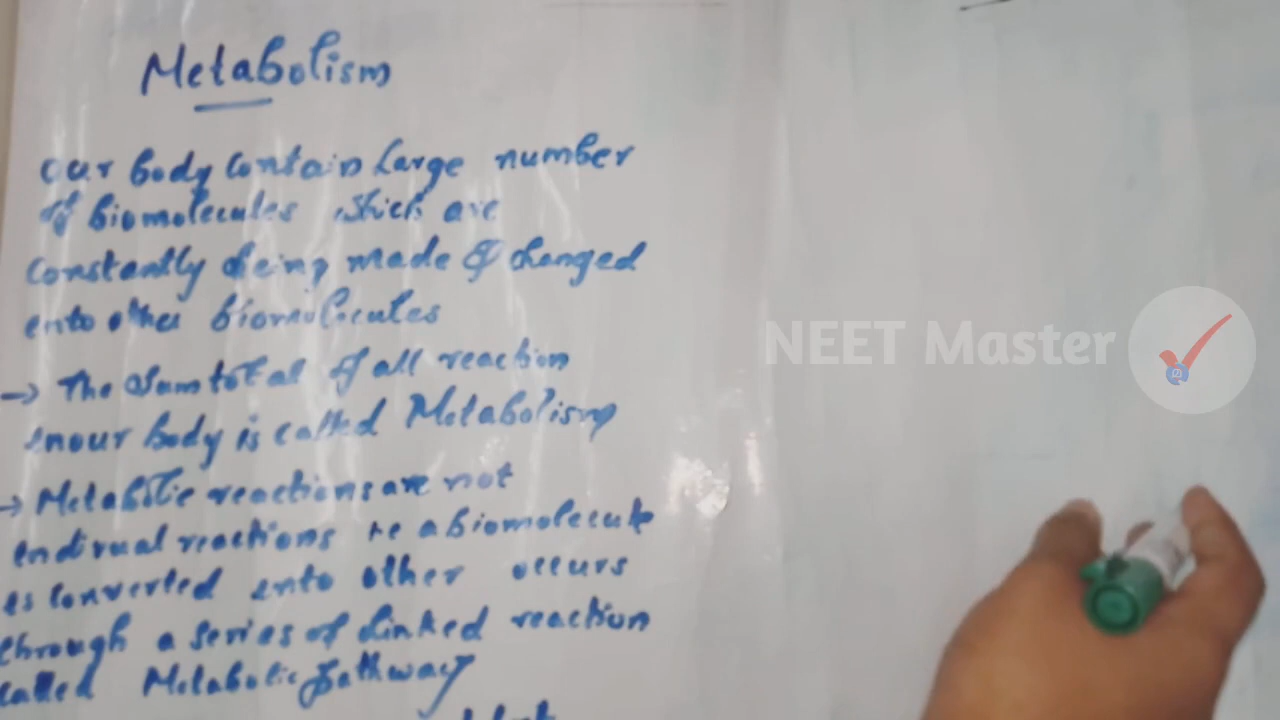 Metabolism
Our body contain large number
of biomolecules which are
constantly being made & changed
into other biomolecules
→ The Sum total of all reaction
in our body is called Metabolism
→ Metabolic reactions are not
indivual reactions ie a biomolecule
is converted into other occurs
through a series of linked reaction
called Metabolic pathway
NEET Master